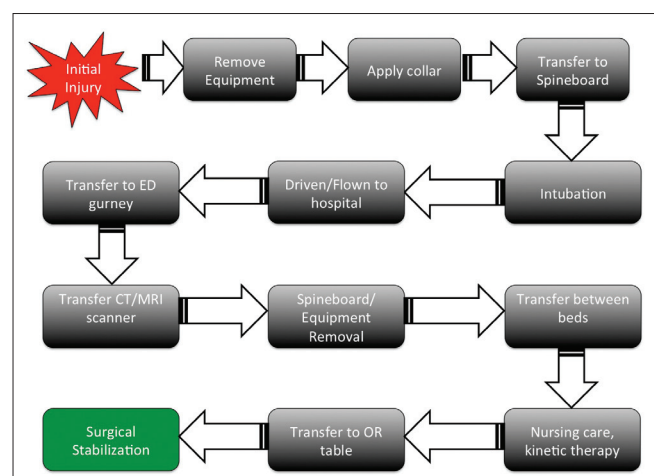 Initial
Injury
Remove
Equipment
Apply collar
Transfer to
Spineboard
Intubation
Driven/Flown to
hospital
Transfer to ED
gurney
Transfer CT/MRI
scanner
Spineboard/
Equipment
Removal
Transfer between
beds
Nursing care,
kinetic therapy
Transfer to OR
table
Surgical
Stabilization